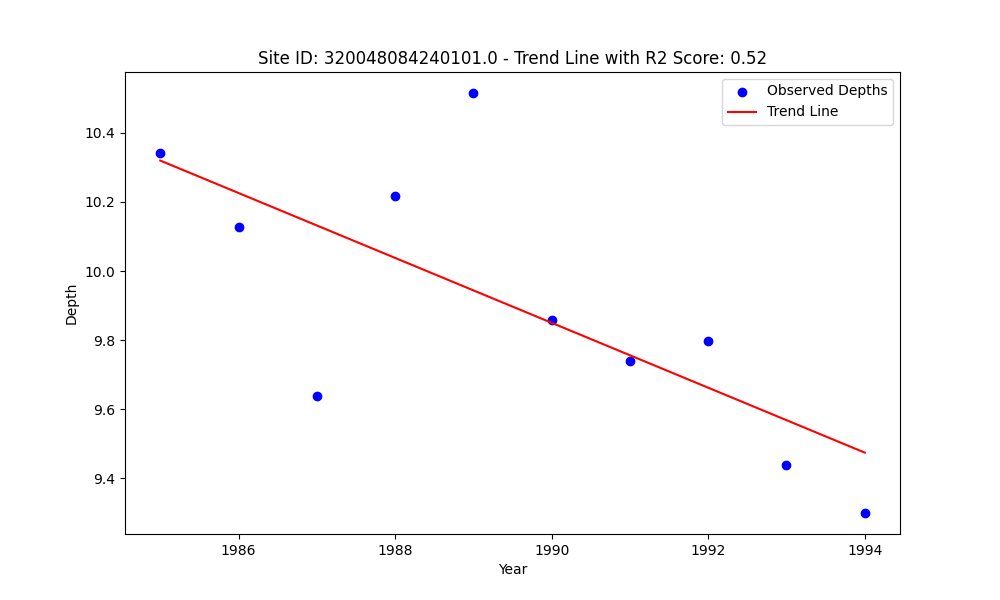 Site ID: 320048084240101.0 - Trend Line with R2 Score: 0.52
Observed Depths
Trend Line
10.4
10.2
10.0
9.8
9.6
9.4
Depth
1986
1988
1990
1992
1994
Year